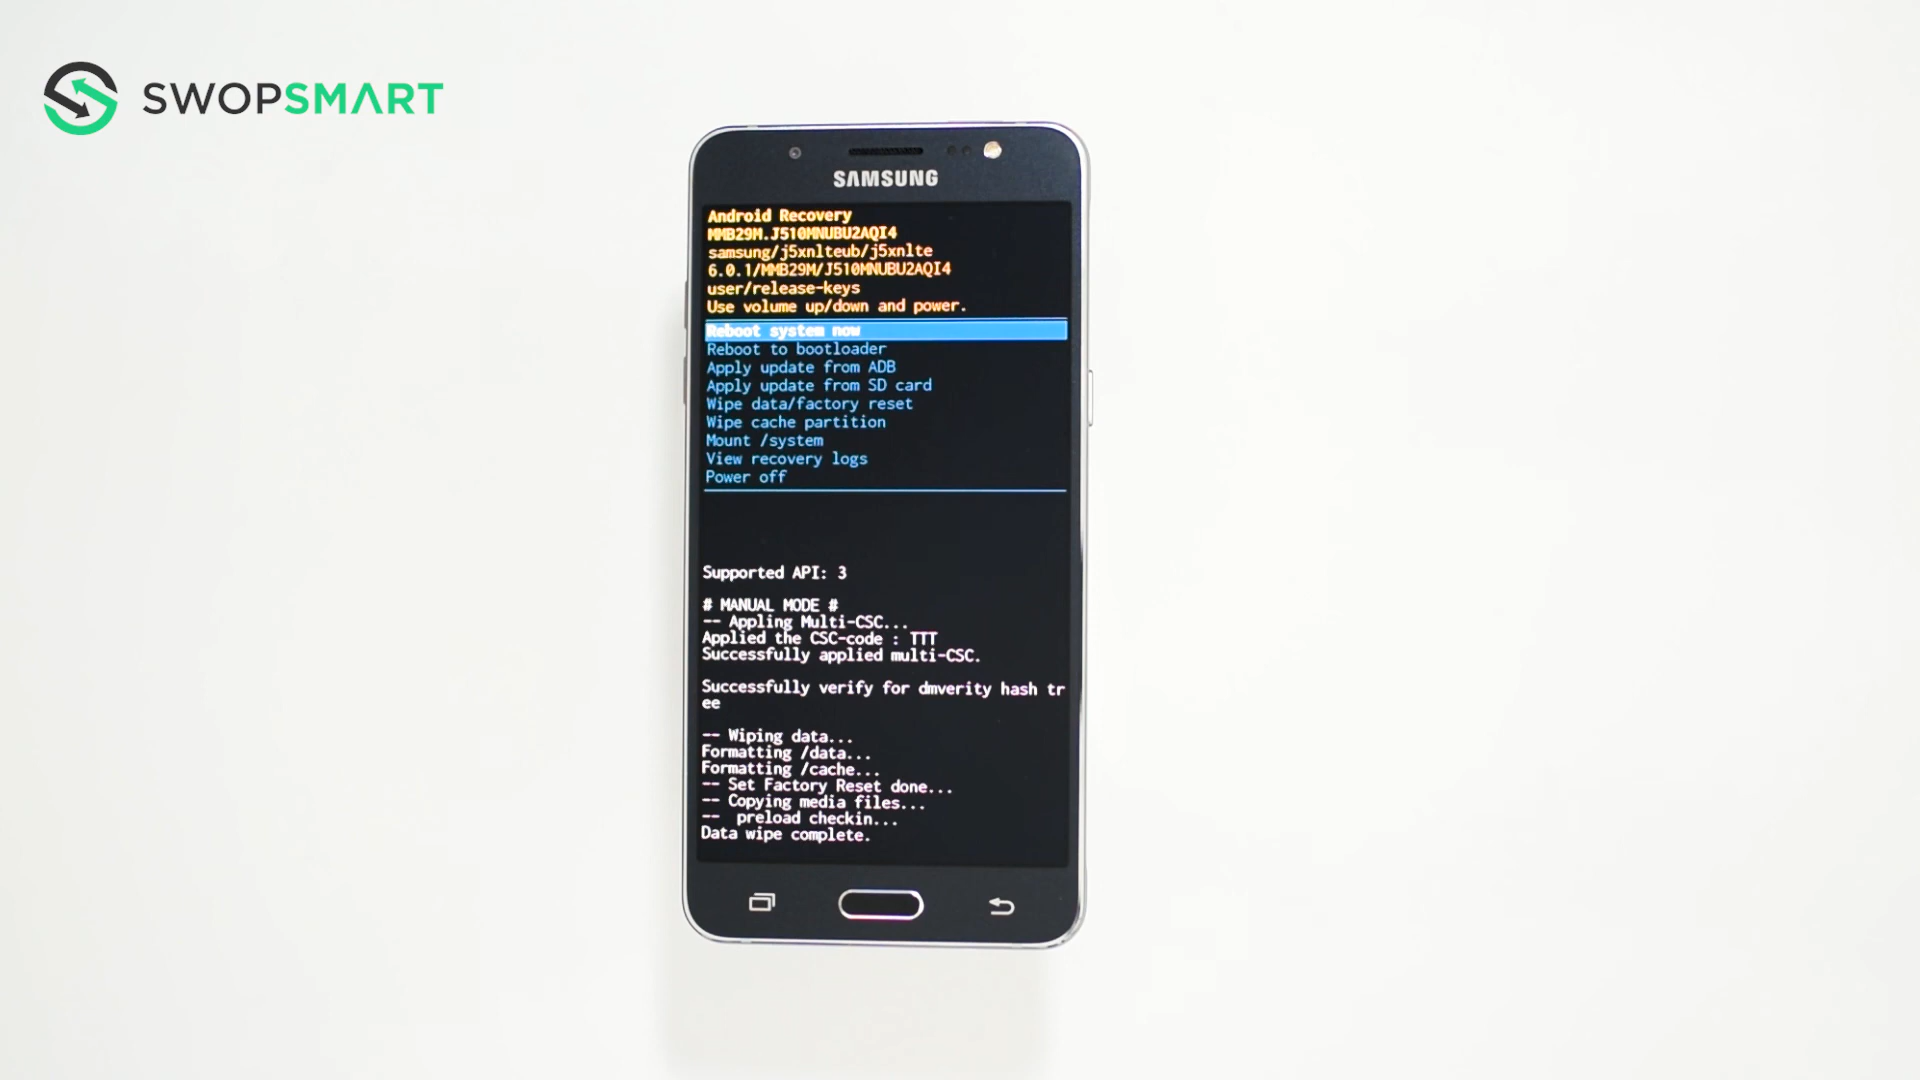 SWOPSMART
SAMSUNG
Android Recovery
MMB29M.J510MNUBU2AQI4
samsung/j5xnlteub/j5xnlte
6.0.1/MMB29M/J510MNUBU2AQI4
user/release-keys
Use volume up/down and power.
Reboot system now
Reboot to bootloader
Apply update from ADB
Apply update from SD card
Wipe data/factory reset
Wipe cache partition
Mount /system
View recovery logs
Power off
Supported API: 3
# MANUAL MODE #
-- Appling Multi-CSC...
Applied the CSC-code : TTT
Successfully applied multi-CSC.
Successfully verify for dmverity hash tr
ee
-- Wiping data...
Formatting /data...
Formatting /cache...
-- Set Factory Reset done...
-- Copying media files...
--  preload checkin...
Data wipe complete.